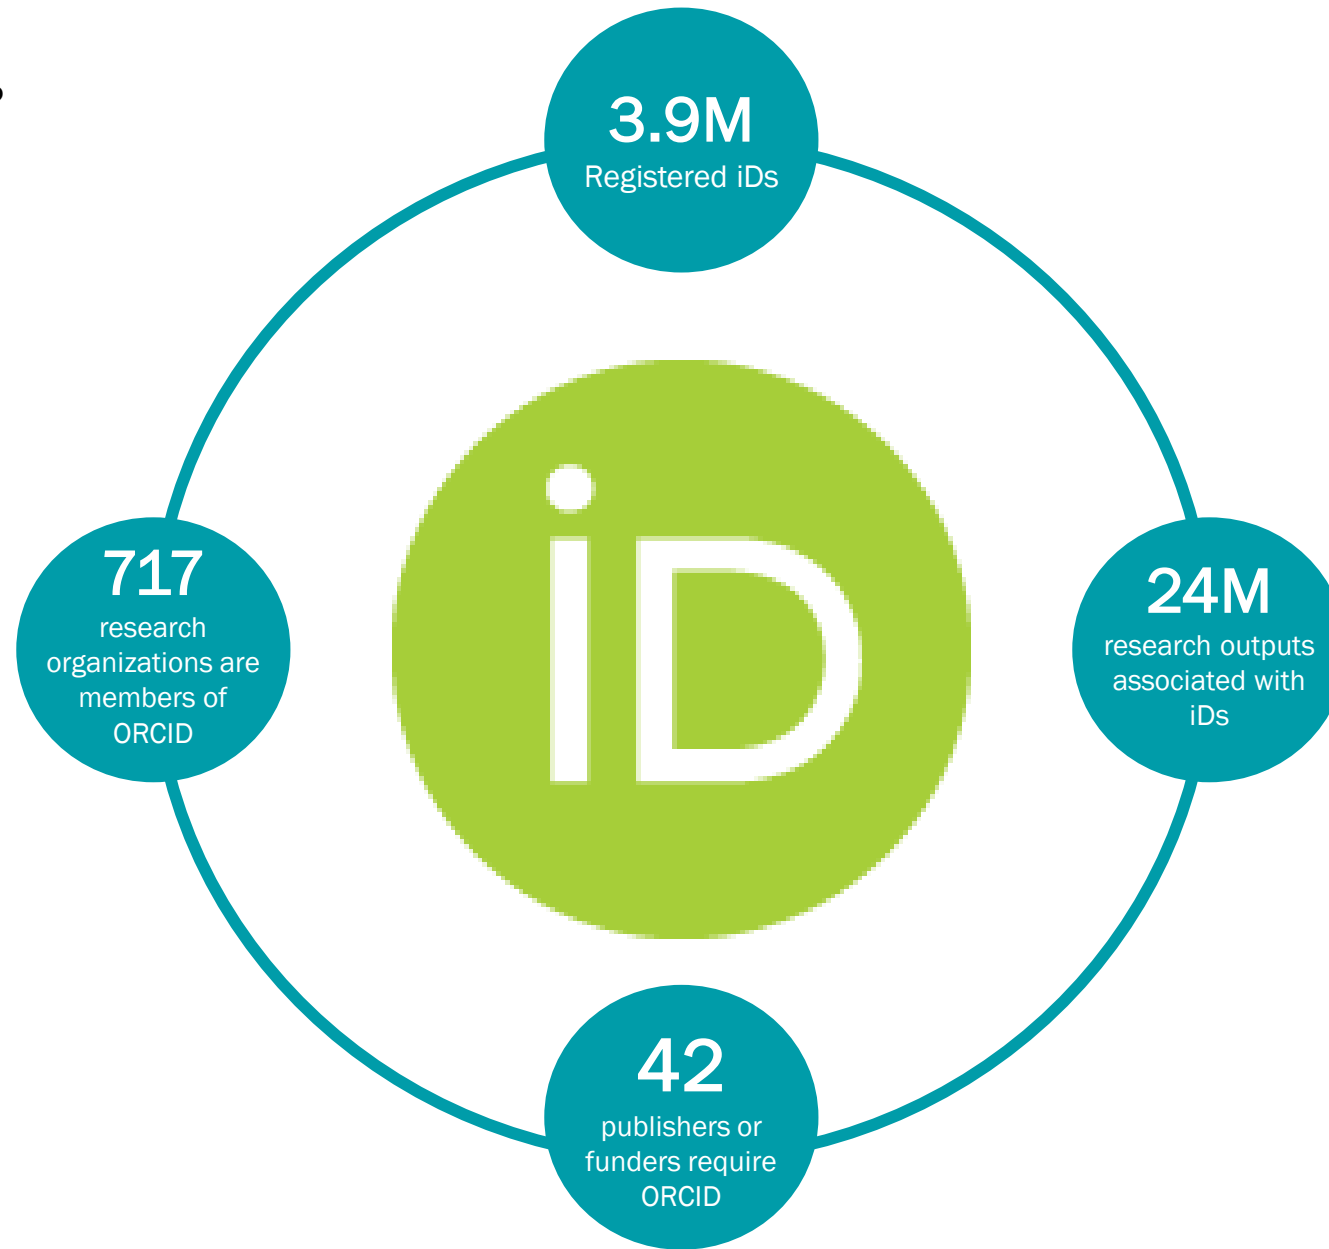 3.9M
Registered iDs
iD
717
research
organizations are
members of
ORCID
24M
research outputs
associated with
iDs
42
publishers or
funders require
ORCID